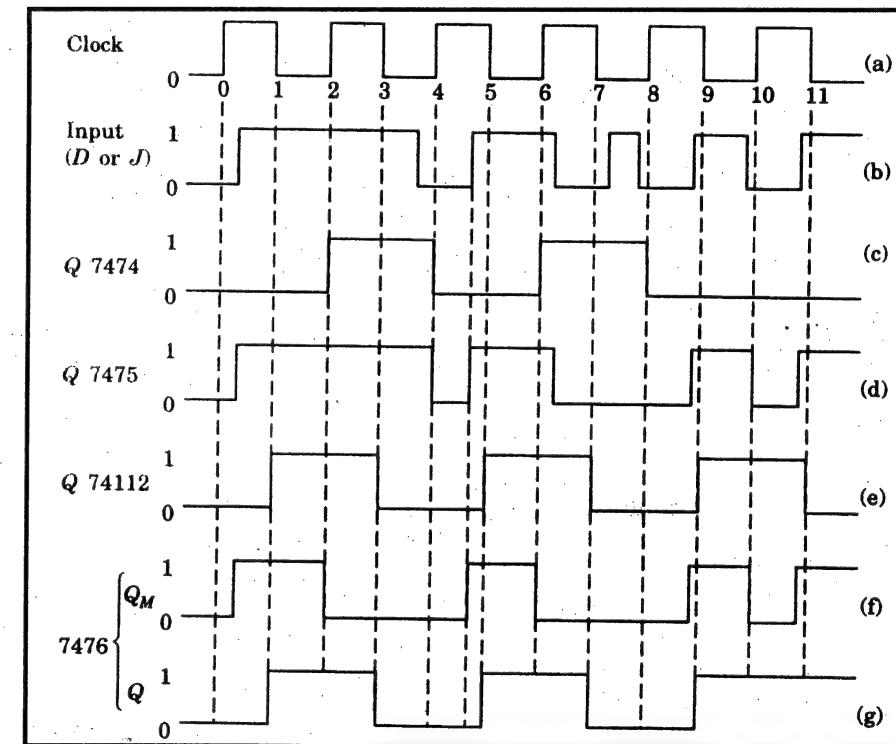 Clock
0
(a)
0 1 2 3 4 5 6 7 8 9 10 11
Input
(D or J)
1
0
(b)
Q 7474
1
0
(c)
Q 7475
1
0
(d)
Q 74112
1
0
(e)
7476
Q_M
1
0
(f)
Q
1
0
(g)